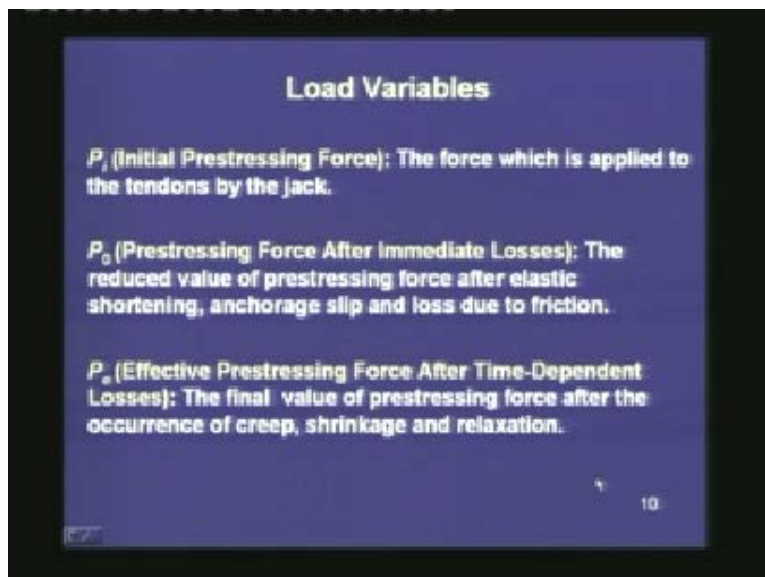 Load Variables
Pi (Initial Prestressing Force): The force which is applied to
the tendons by the jack.
P0 (Prestressing Force After Immediate Losses): The
reduced value of prestressing force after elastic
shortening, anchorage slip and loss due to friction.
Pe (Effective Prestressing Force After Time-Dependent
Losses): The final value of prestressing force after the
occurrence of creep, shrinkage and relaxation.
10